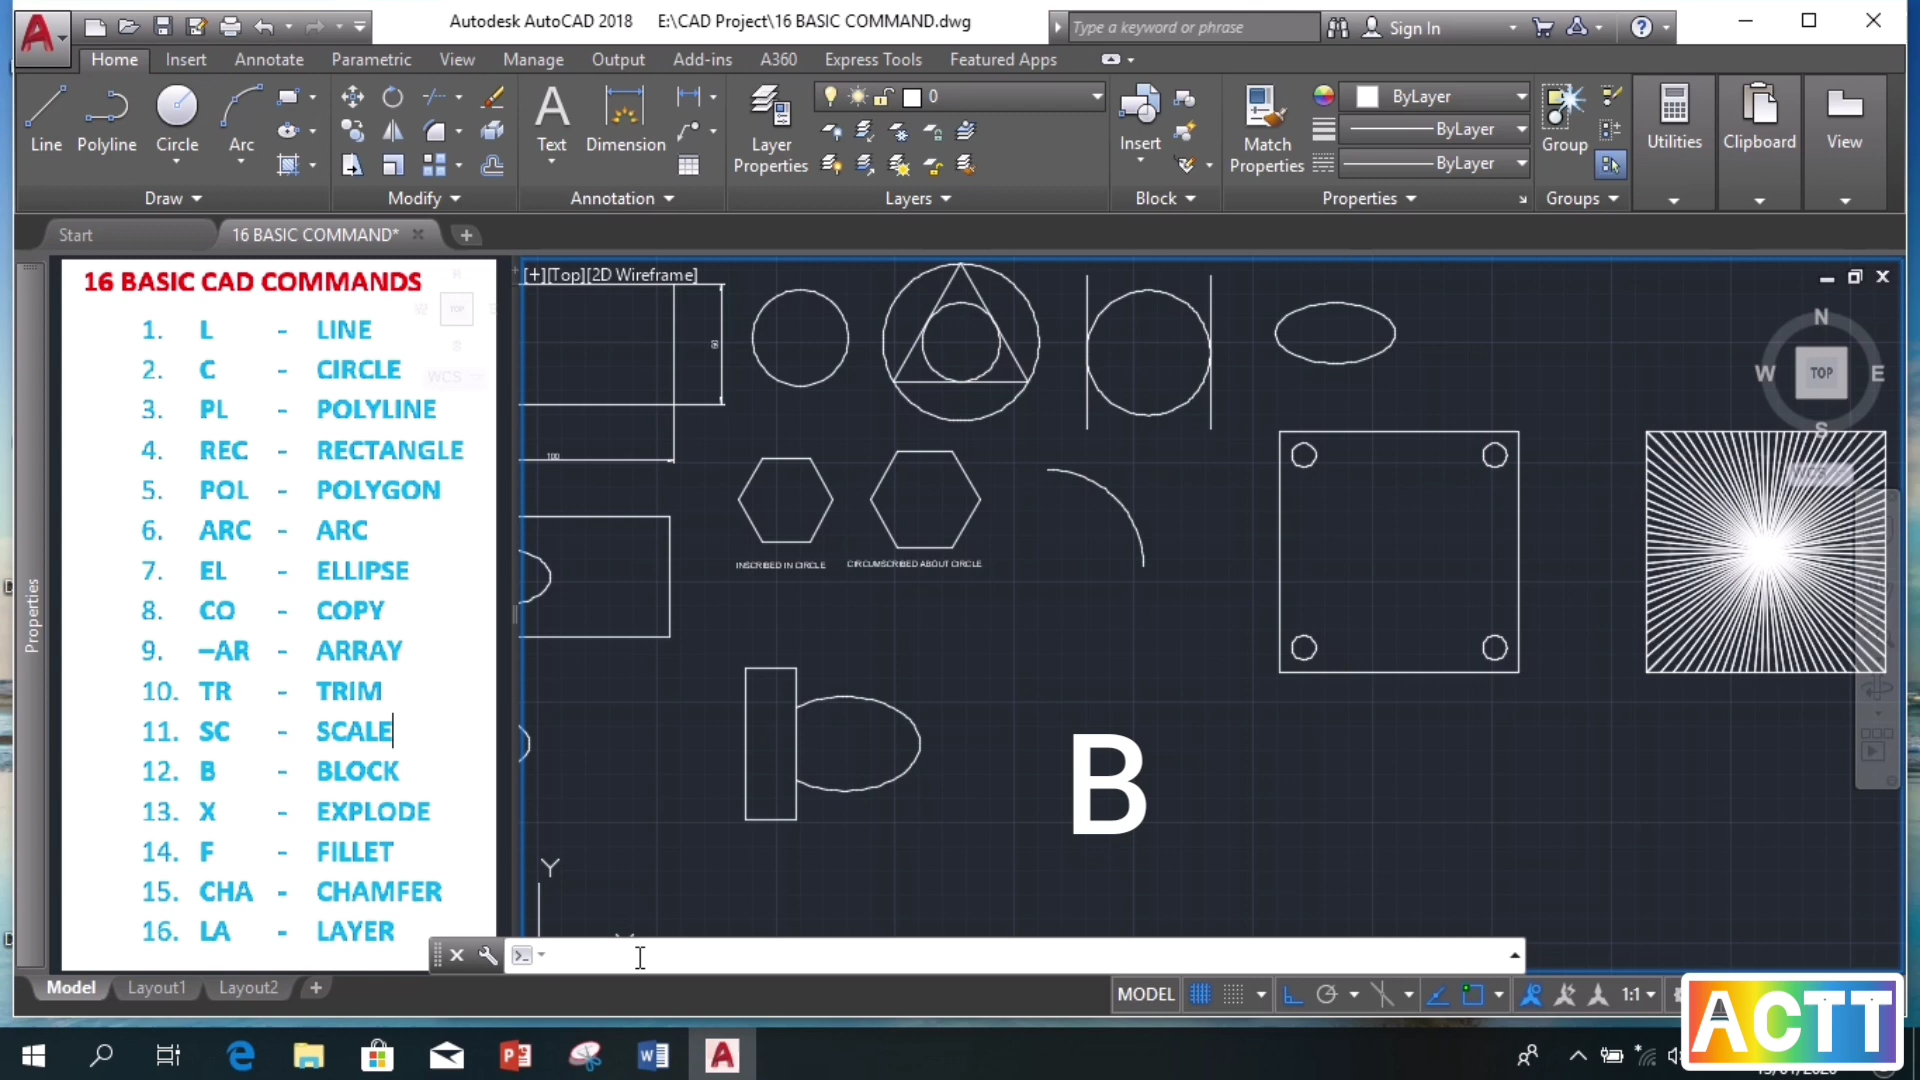 Autodesk AutoCAD 2018 E:\CAD Project\16 BASIC COMMAND.dwg
Type a keyword or phrase
Sign In
Home Insert Annotate Parametric View Manage Output Add-ins A360 Express Tools Featured Apps
Line Polyline Circle Arc
Text Dimension
Layer Properties
0
Insert
Match Properties
ByLayer
ByLayer
ByLayer
Group
Utilities
Clipboard
View
Draw Modify Annotation Layers Block Properties Groups
Start 16 BASIC COMMAND*
Properties
16 BASIC CAD COMMANDS
1. L - LINE
2. C - CIRCLE
3. PL - POLYLINE
4. REC - RECTANGLE
5. POL - POLYGON
6. ARC - ARC
7. EL - ELLIPSE
8. CO - COPY
9. –AR - ARRAY
10. TR - TRIM
11. SC - SCALE
12. B - BLOCK
13. X - EXPLODE
14. F - FILLET
15. CHA - CHAMFER
16. LA - LAYER
TOP
WCS
[+][Top][2D Wireframe]
100
INSCRIBED IN CIRCLE
CIRCUMSCRIBED ABOUT CIRCLE
B
N
W TOP E
S
Y
Model Layout1 Layout2
MODEL
1:1
ACTT